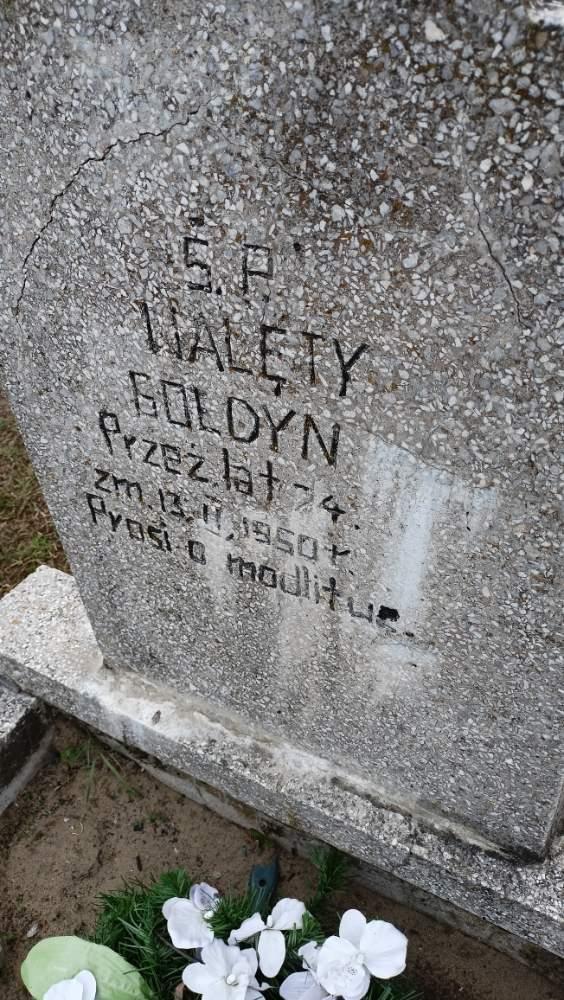 Ś. P.
WALĘTY
GOŁDYN
Przeż. lat 74.
zm. 13. II. 1950 r.
Prosi o modlitwę.